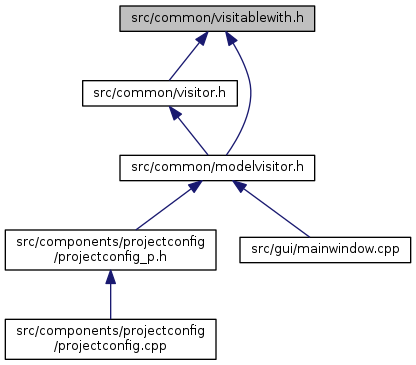 src/common/visitablewith.h
src/common/visitor.h
src/common/modelvisitor.h
src/components/projectconfig
/projectconfig_p.h
src/gui/mainwindow.cpp
src/components/projectconfig
/projectconfig.cpp